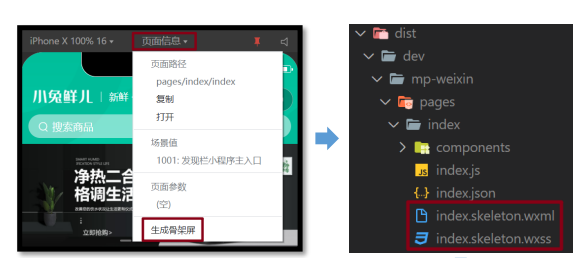 iPhone X 100% 16
页面信息
页面路径
pages/index/index
复制
打开
场景值
1001: 发现栏小程序主入口
页面参数
(空)
生成骨架屏
小兔鲜儿
新鲜
搜索商品
净热二合
格调生活
立即抢购>
dist
dev
mp-weixin
pages
index
components
JS index.js
{..} index.json
index.skeleton.wxml
index.skeleton.wxss